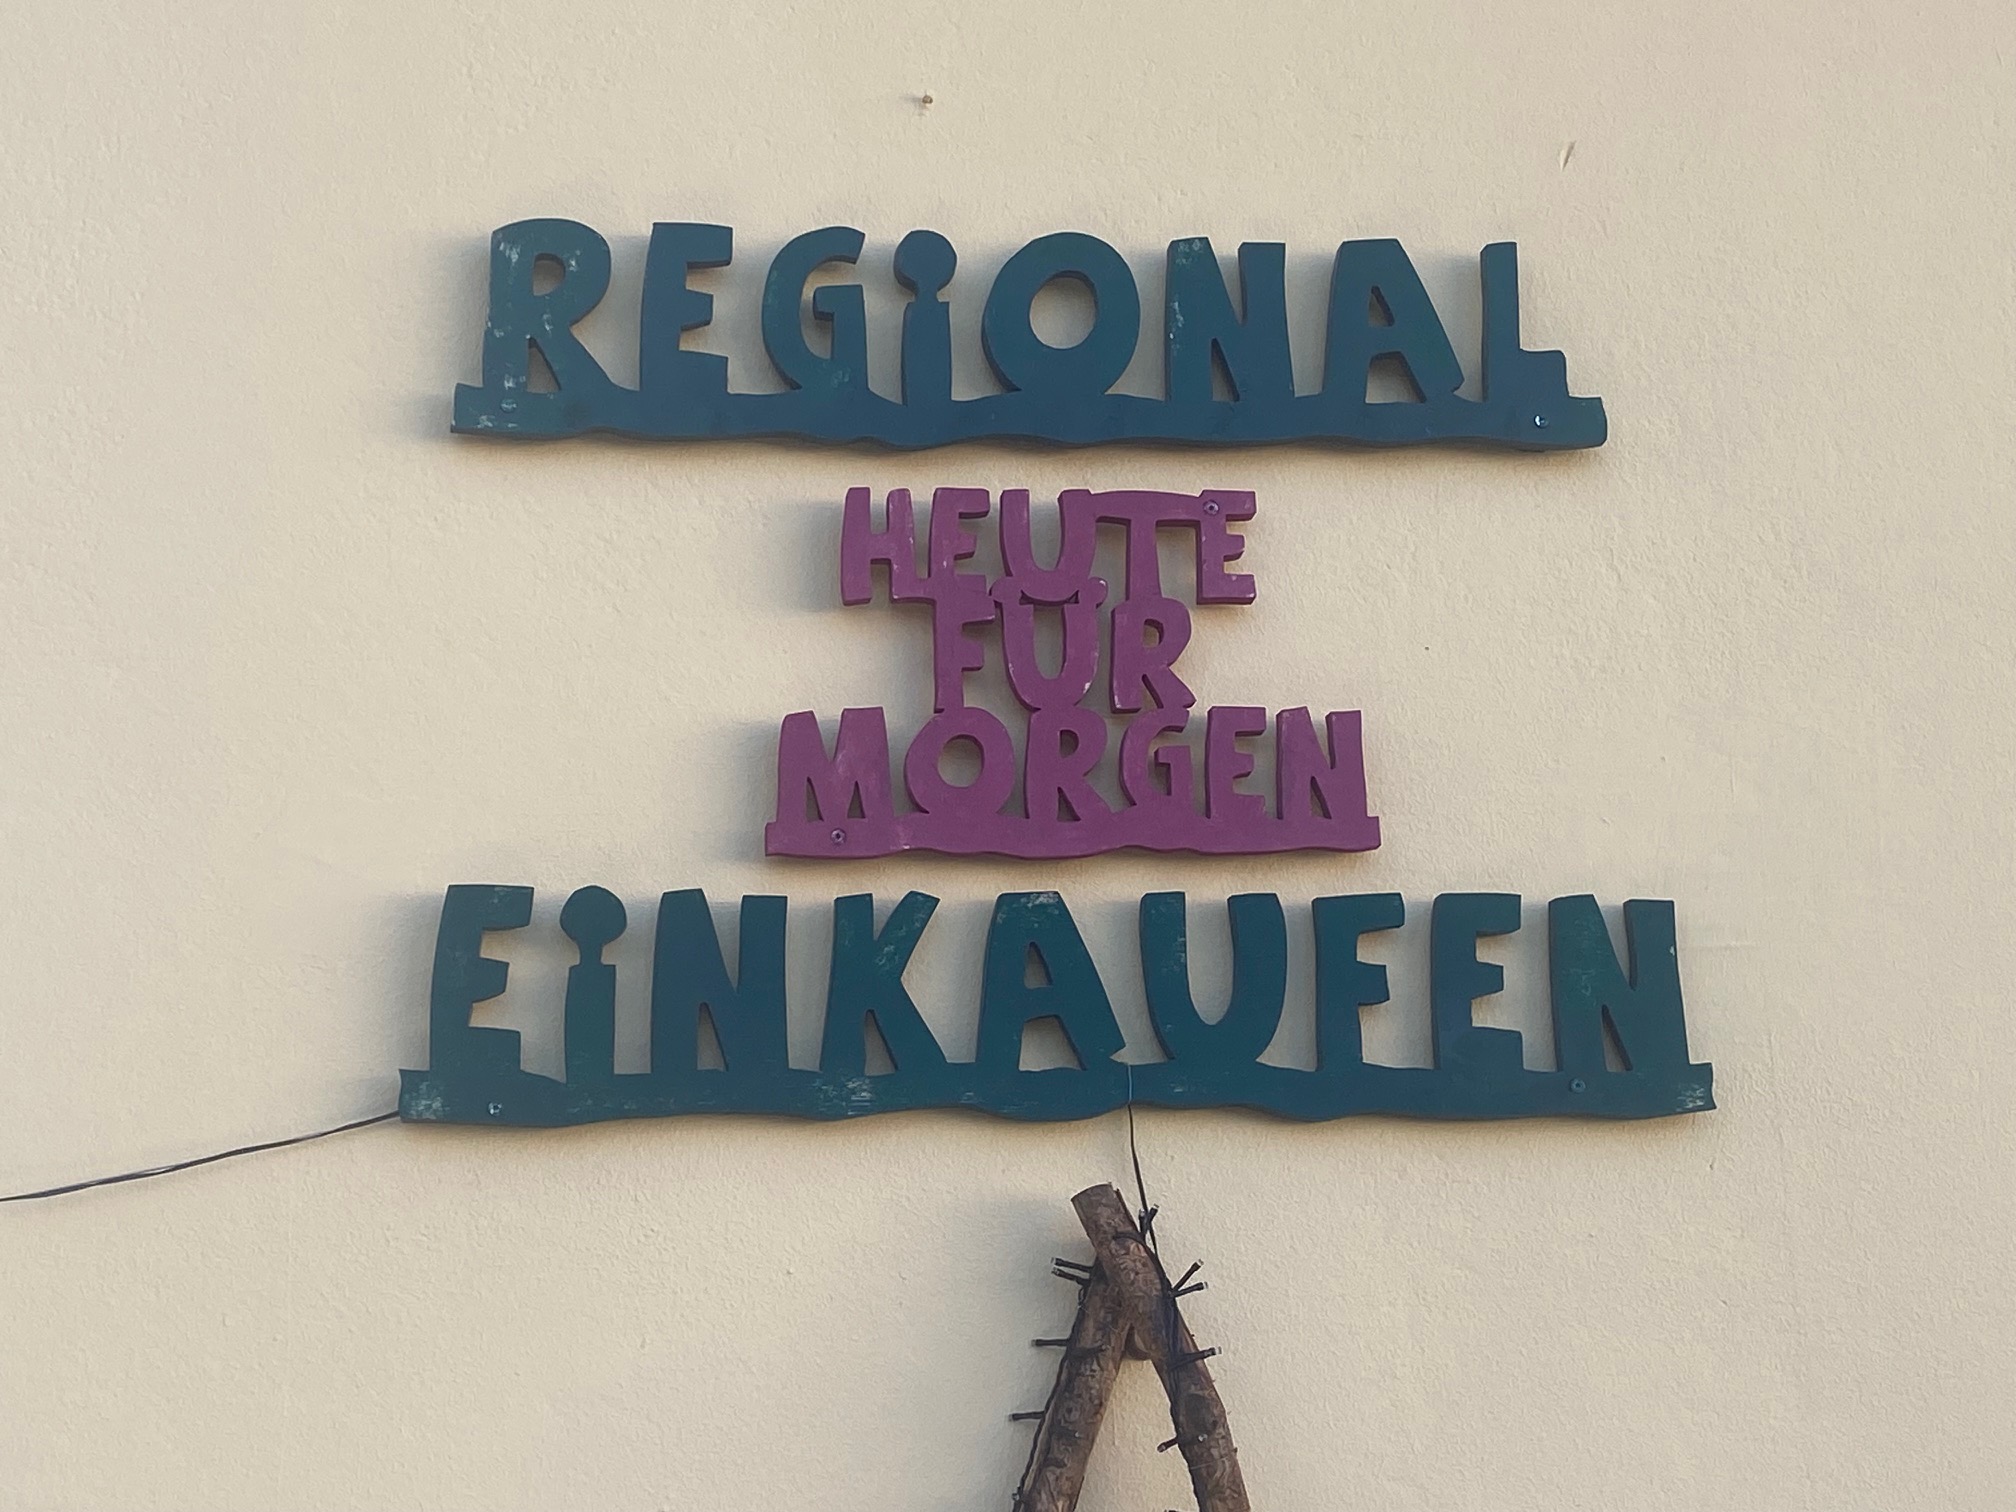 REGiONAL
HEUTE
FÜR
MORGEN
EiNKAUFEN